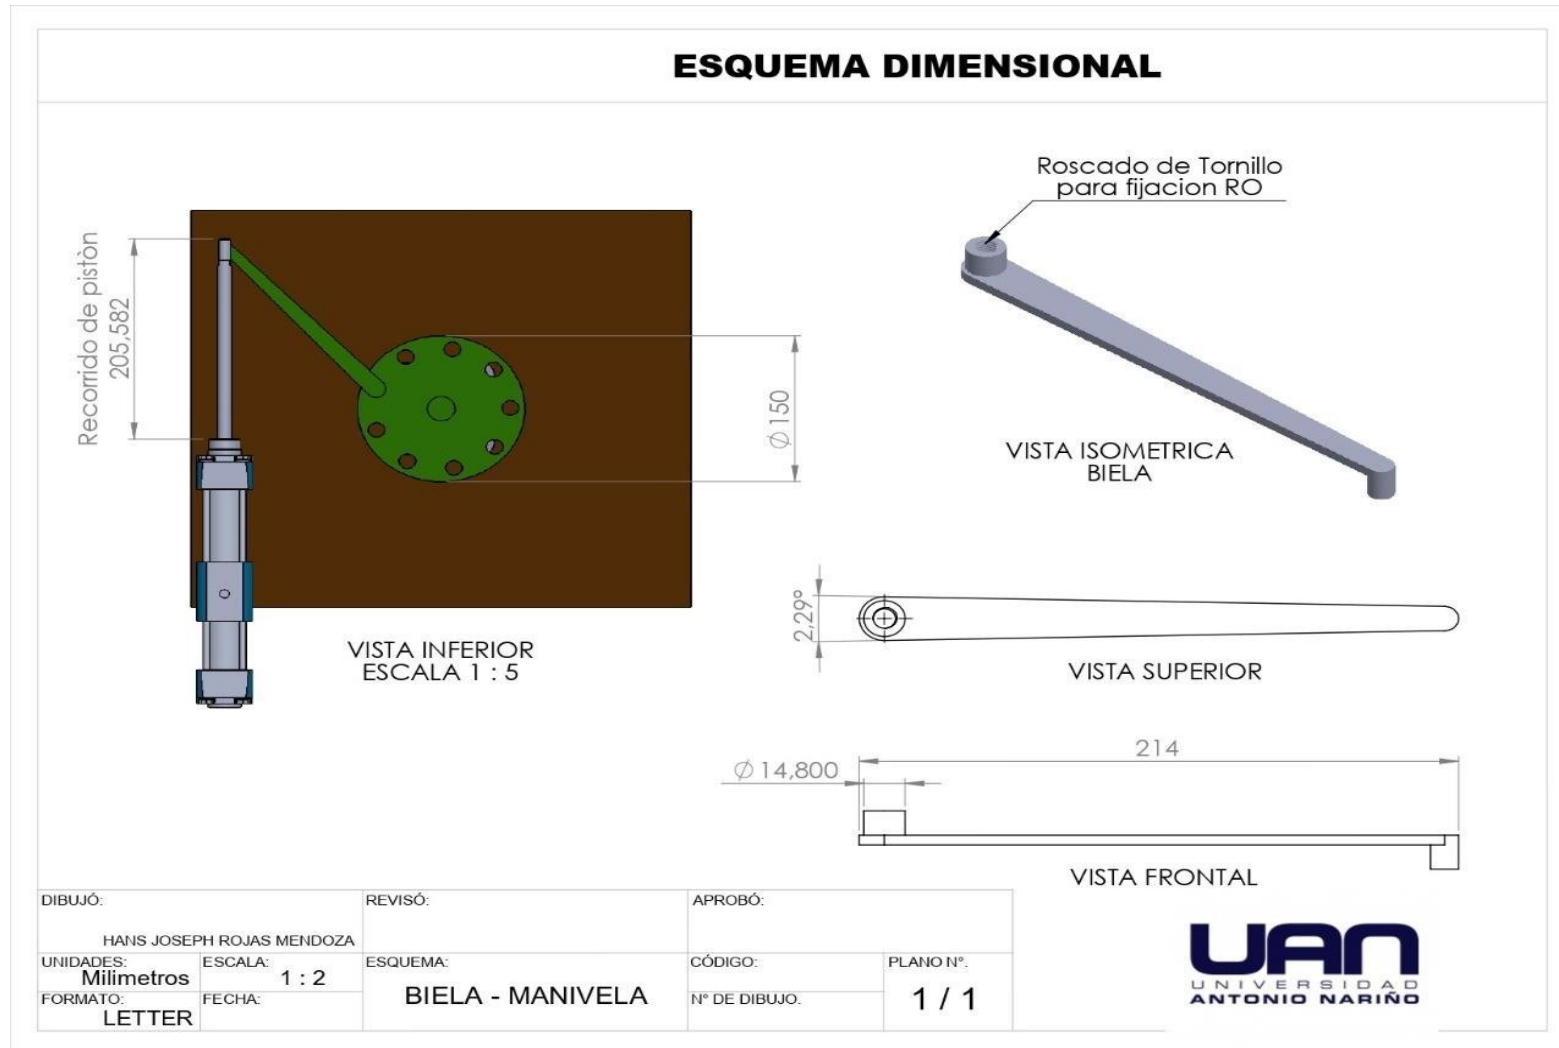 ESQUEMA DIMENSIONAL
Recorrido de pistòn
205,582
∅150
VISTA INFERIOR
ESCALA 1 : 5
Roscado de Tornillo
para fijacion RO
VISTA ISOMETRICA
BIELA
2,29°
VISTA SUPERIOR
214
∅14,800
VISTA FRONTAL
DIBUJÓ:
HANS JOSEPH ROJAS MENDOZA
REVISÓ:
APROBÓ:
UNIDADES:
Milimetros
ESCALA:
1 : 2
ESQUEMA:
BIELA - MANIVELA
CÓDIGO:
PLANO N°.
1 / 1
FORMATO:
LETTER
FECHA:
N° DE DIBUJO.
UAN
UNIVERSIDAD
ANTONIO NARIÑO